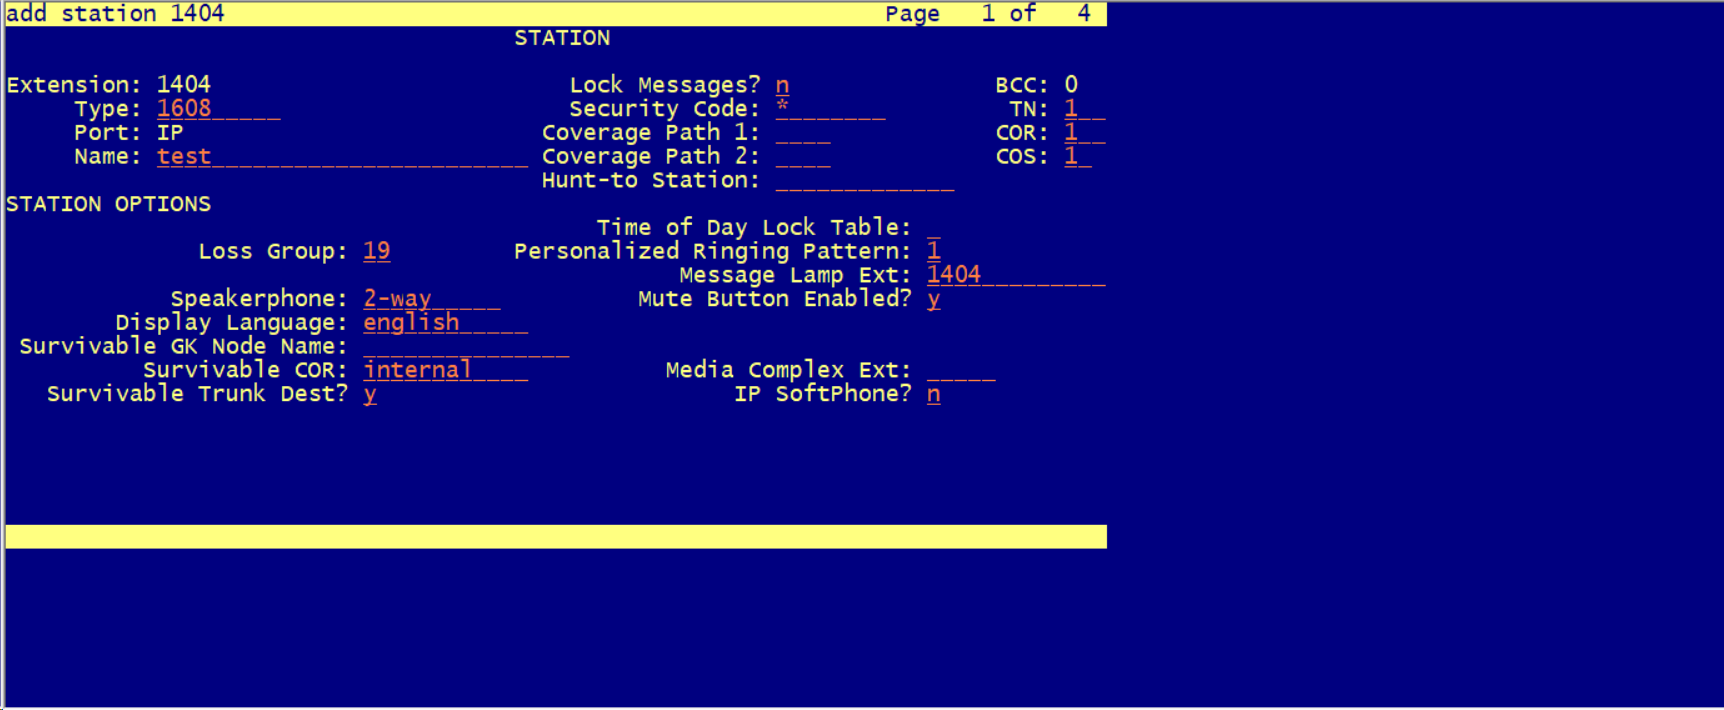 add station 1404 Page 1 of 4
STATION
Extension: 1404 Lock Messages? n BCC: 0
Type: 1608 Security Code: * TN: 1
Port: IP Coverage Path 1: COR: 1
Name: test Coverage Path 2: COS: 1
Hunt-to Station:
STATION OPTIONS
Time of Day Lock Table:
Loss Group: 19 Personalized Ringing Pattern: 1
Message Lamp Ext: 1404
Speakerphone: 2-way Mute Button Enabled? y
Display Language: english
Survivable GK Node Name:
Survivable COR: internal Media Complex Ext:
Survivable Trunk Dest? y IP SoftPhone? n